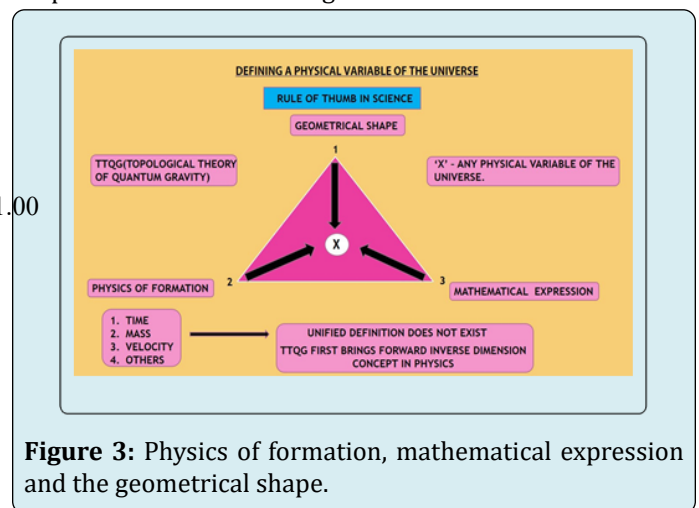 DEFINING A PHYSICAL VARIABLE OF THE UNIVERSE
RULE OF THUMB IN SCIENCE
GEOMETRICAL SHAPE
1
TTQG(TOPOLOGICAL THEORY
OF QUANTUM GRAVITY)
'X' - ANY PHYSICAL VARIABLE OF THE
UNIVERSE.
1.00
X
2
3
PHYSICS OF FORMATION
MATHEMATICAL EXPRESSION
1. TIME
2. MASS
3. VELOCITY
4. OTHERS
UNIFIED DEFINITION DOES NOT EXIST
TTQG FIRST BRINGS FORWARD INVERSE DIMENSION
CONCEPT IN PHYSICS
Figure 3: Physics of formation, mathematical expression
and the geometrical shape.